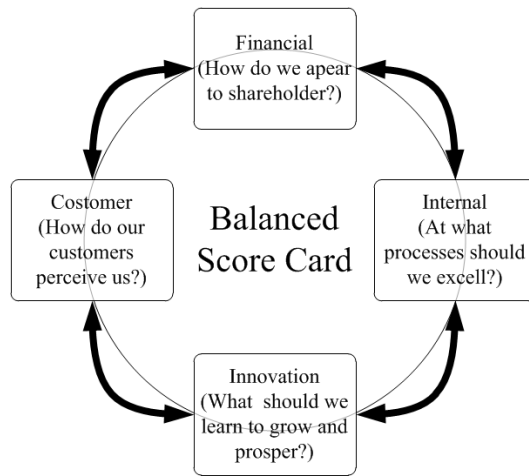 Financial
(How do we apear
to shareholder?)
Costomer
(How do our
customers
perceive us?)
Balanced
Score Card
Internal
(At what
processes should
we excell?)
Innovation
(What should we
learn to grow and
prosper?)